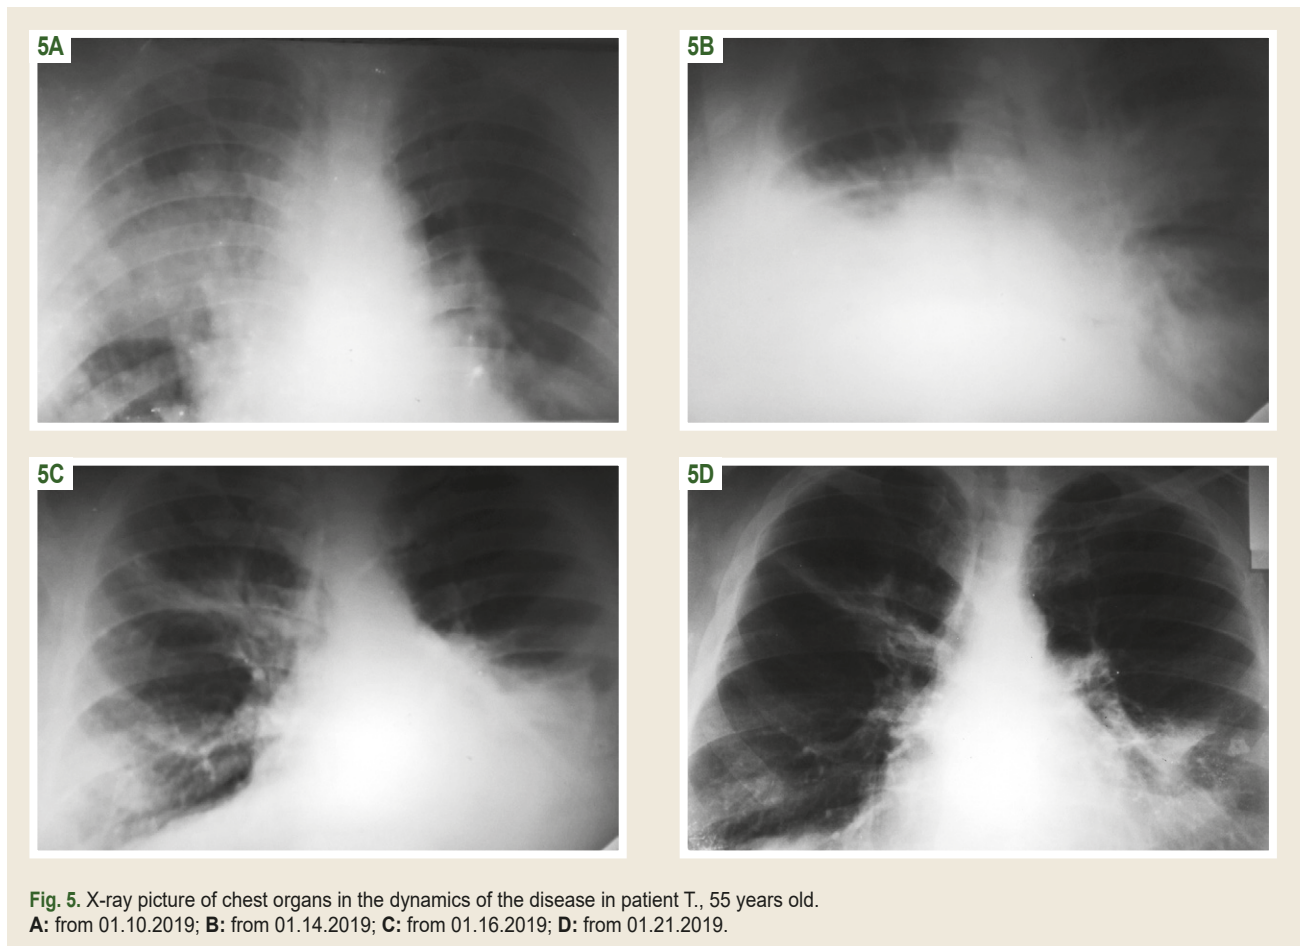 5A
5B
5C
5D
Fig. 5. X-ray picture of chest organs in the dynamics of the disease in patient T., 55 years old.
A: from 01.10.2019; B: from 01.14.2019; C: from 01.16.2019; D: from 01.21.2019.